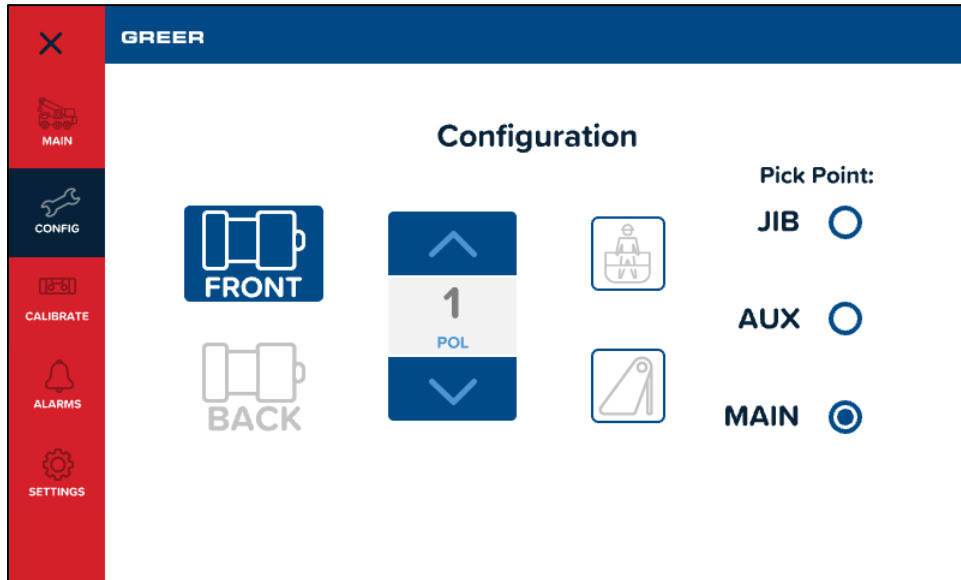 GREER
MAIN
CONFIG
CALIBRATE
ALARMS
SETTINGS
Configuration
FRONT
BACK
1
POL
Pick Point:
JIB
AUX
MAIN